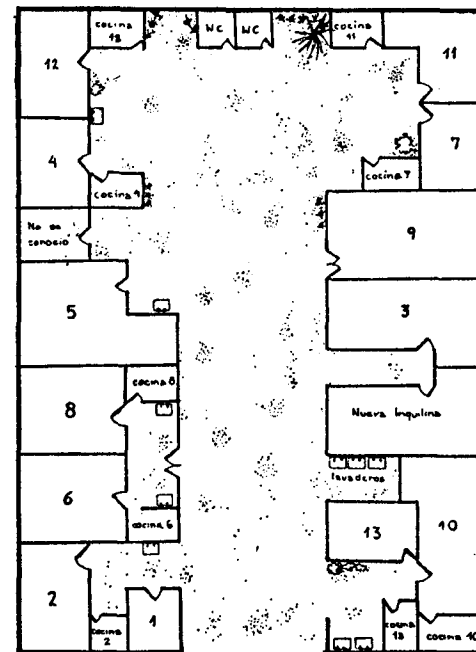 cocina
12
WC
WC
cocina
11
12
11
4
7
cocina 4
cocina 7
No se
conoció
9
5
3
cocina 8
8
Nueva Inquilina
lavaderos
6
cocina 6
13
10
2
1
cocina
2
cocina
13
cocina 10